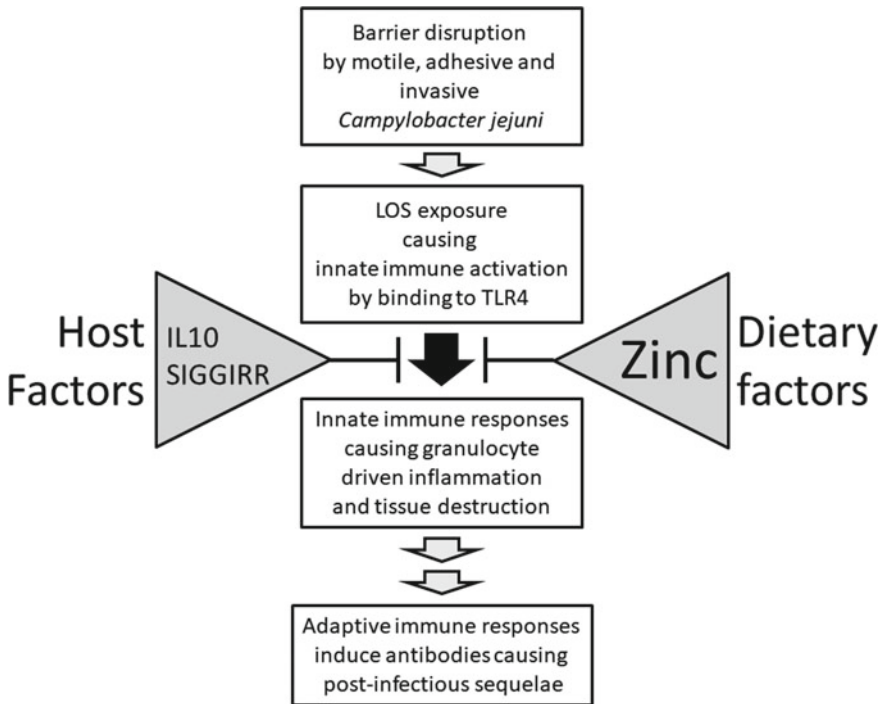 Barrier disruption
by motile, adhesive and
invasive
Campylobacter jejuni
LOS exposure
causing
innate immune activation
by binding to TLR4
Host
Factors
IL10
SIGGIRR
Zinc
Dietary
factors
Innate immune responses
causing granulocyte
driven inflammation
and tissue destruction
Adaptive immune responses
induce antibodies causing
post-infectious sequelae